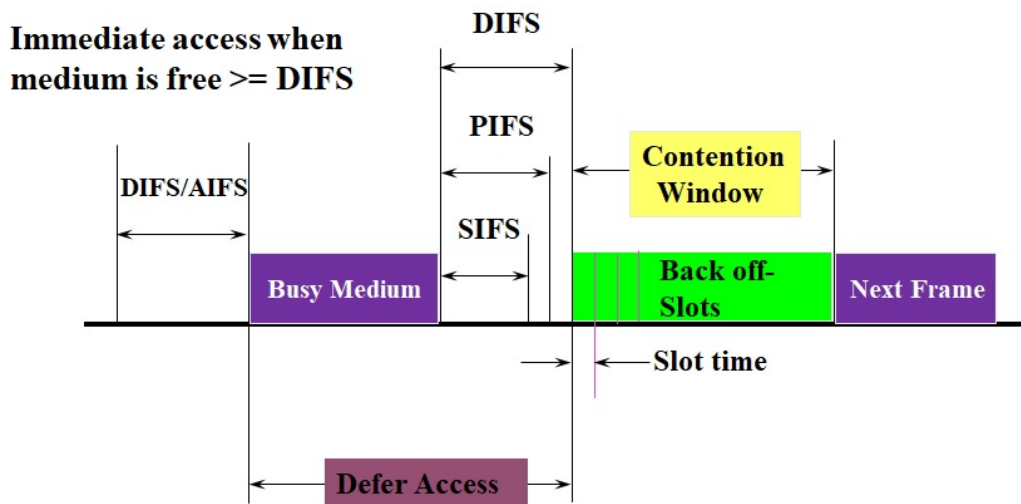 Immediate access when
medium is free >= DIFS
DIFS
PIFS
DIFS/AIFS
SIFS
Contention
Window
Busy Medium
Back off-
Slots
Next Frame
Slot time
Defer Access